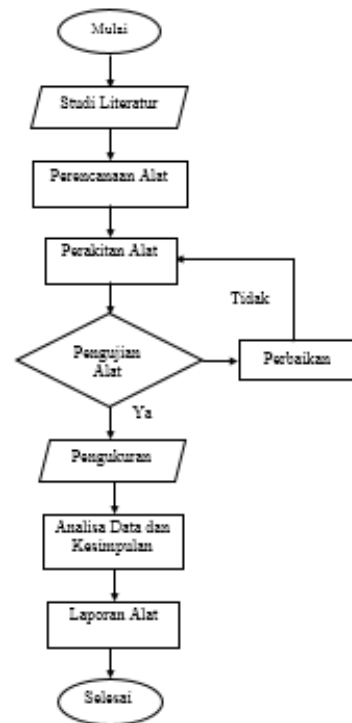 Mulai
Studi Literatur
Perencanaan Alat
Perakitan Alat
Tidak
Pengujian
Alat
Perbaikan
Ya
Pengukuran
Analisa Data dan
Kesimpulan
Laporan Alat
Selesai